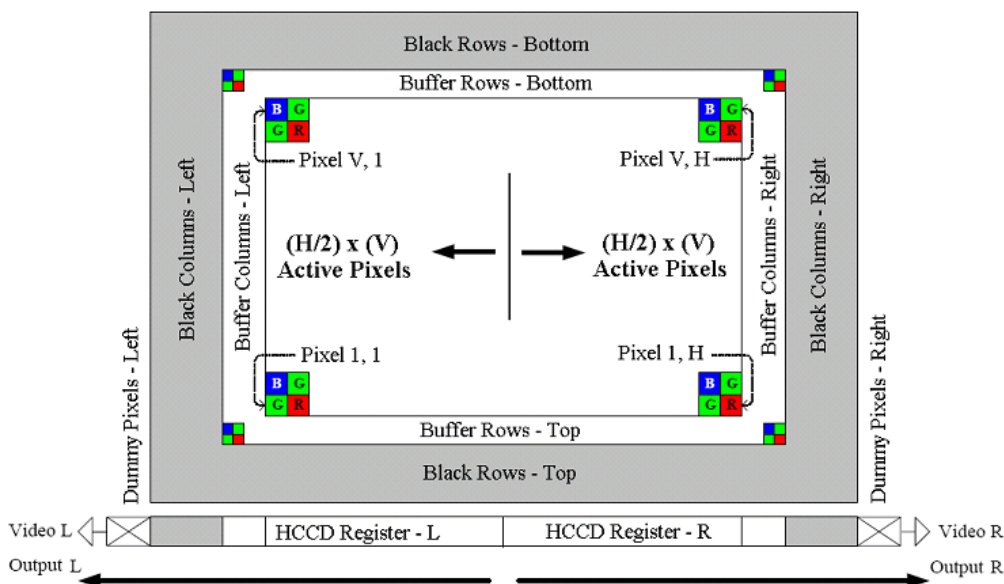 Black Rows - Bottom
Buffer Rows - Bottom
B G
G R
B G
G R
Pixel V, 1
Pixel V, H
Black Columns - Left
Buffer Columns - Left
(H/2) x (V)
Active Pixels
(H/2) x (V)
Active Pixels
Buffer Columns - Right
Black Columns - Right
Dummy Pixels - Left
Pixel 1, 1
Pixel 1, H
Dummy Pixels - Right
B G
G R
B G
G R
Buffer Rows - Top
Black Rows - Top
Video L
HCCD Register - L
HCCD Register - R
Video R
Output L
Output R